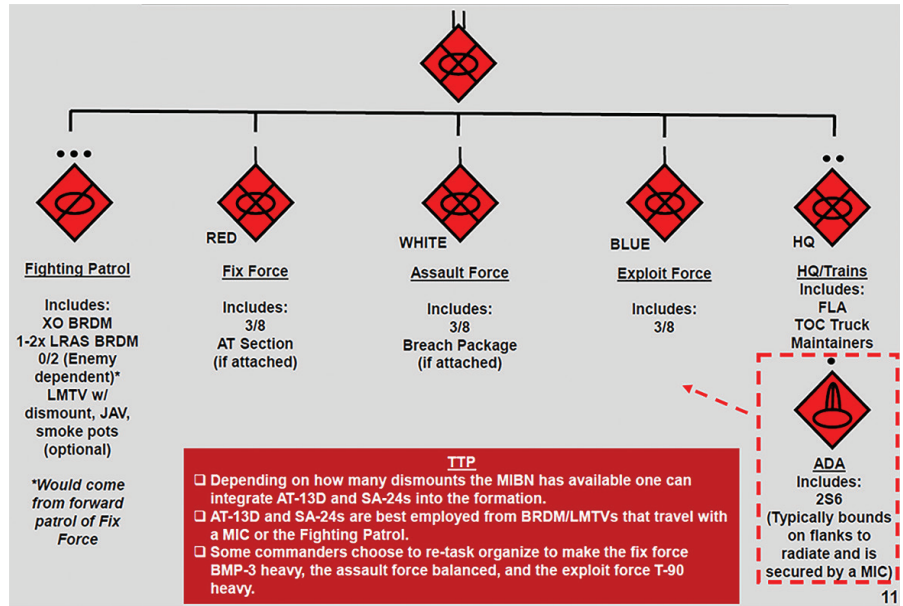 RED
WHITE
BLUE
HQ
Fighting Patrol
Includes:
XO BRDM
1-2x LRAS BRDM
0/2 (Enemy
dependent)*
LMTV w/
dismount, JAV,
smoke pots
(optional)
*Would come
from forward
patrol of Fix
Force
Fix Force
Includes:
3/8
AT Section
(if attached)
Assault Force
Includes:
3/8
Breach Package
(if attached)
Exploit Force
Includes:
3/8
HQ/Trains
Includes:
FLA
TOC Truck
Maintainers
ADA
Includes:
2S6
(Typically bounds
on flanks to
radiate and is
secured by a MIC)
TTP
❑ Depending on how many dismounts the MIBN has available one can
integrate AT-13D and SA-24s into the formation.
❑ AT-13D and SA-24s are best employed from BRDM/LMTVs that travel with
a MIC or the Fighting Patrol.
❑ Some commanders choose to re-task organize to make the fix force
BMP-3 heavy, the assault force balanced, and the exploit force T-90
heavy.
11